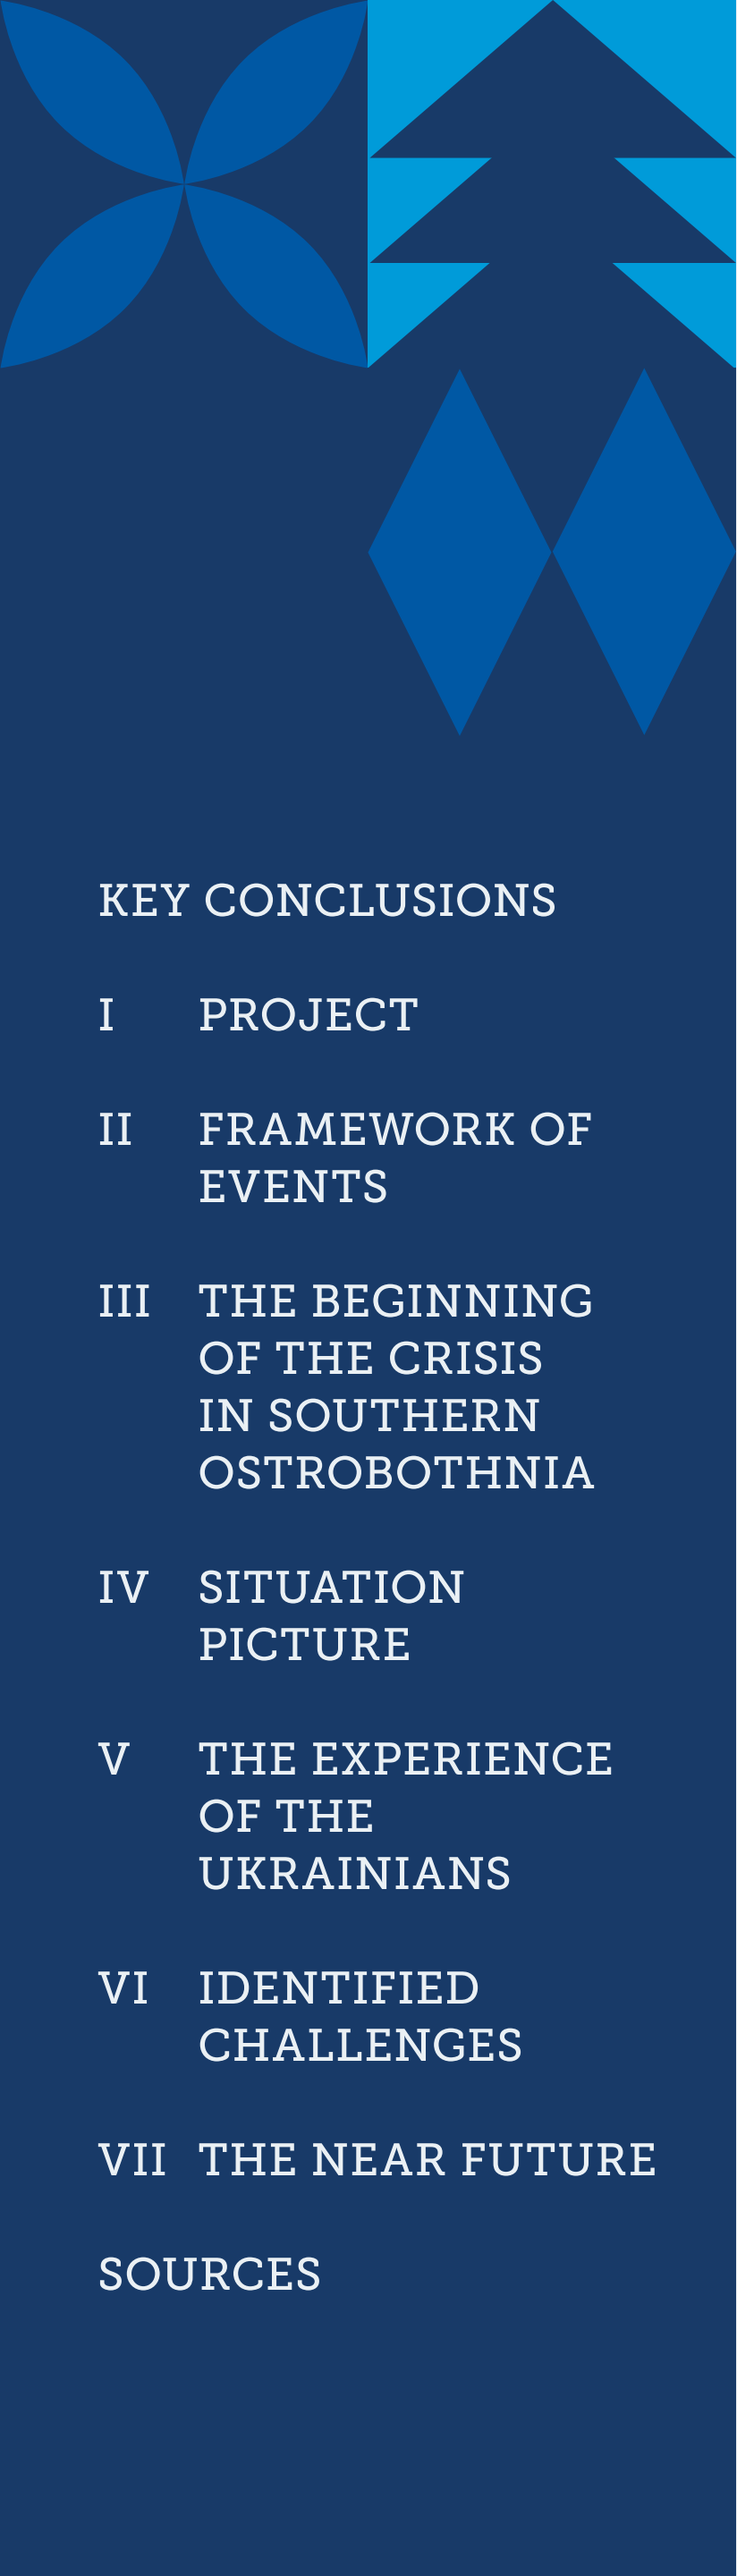 KEY CONCLUSIONS
I PROJECT
II FRAMEWORK OF
EVENTS
III THE BEGINNING
OF THE CRISIS
IN SOUTHERN
OSTROBOTHNIA
IV SITUATION
PICTURE
V THE EXPERIENCE
OF THE
UKRAINIANS
VI IDENTIFIED
CHALLENGES
VII THE NEAR FUTURE
SOURCES